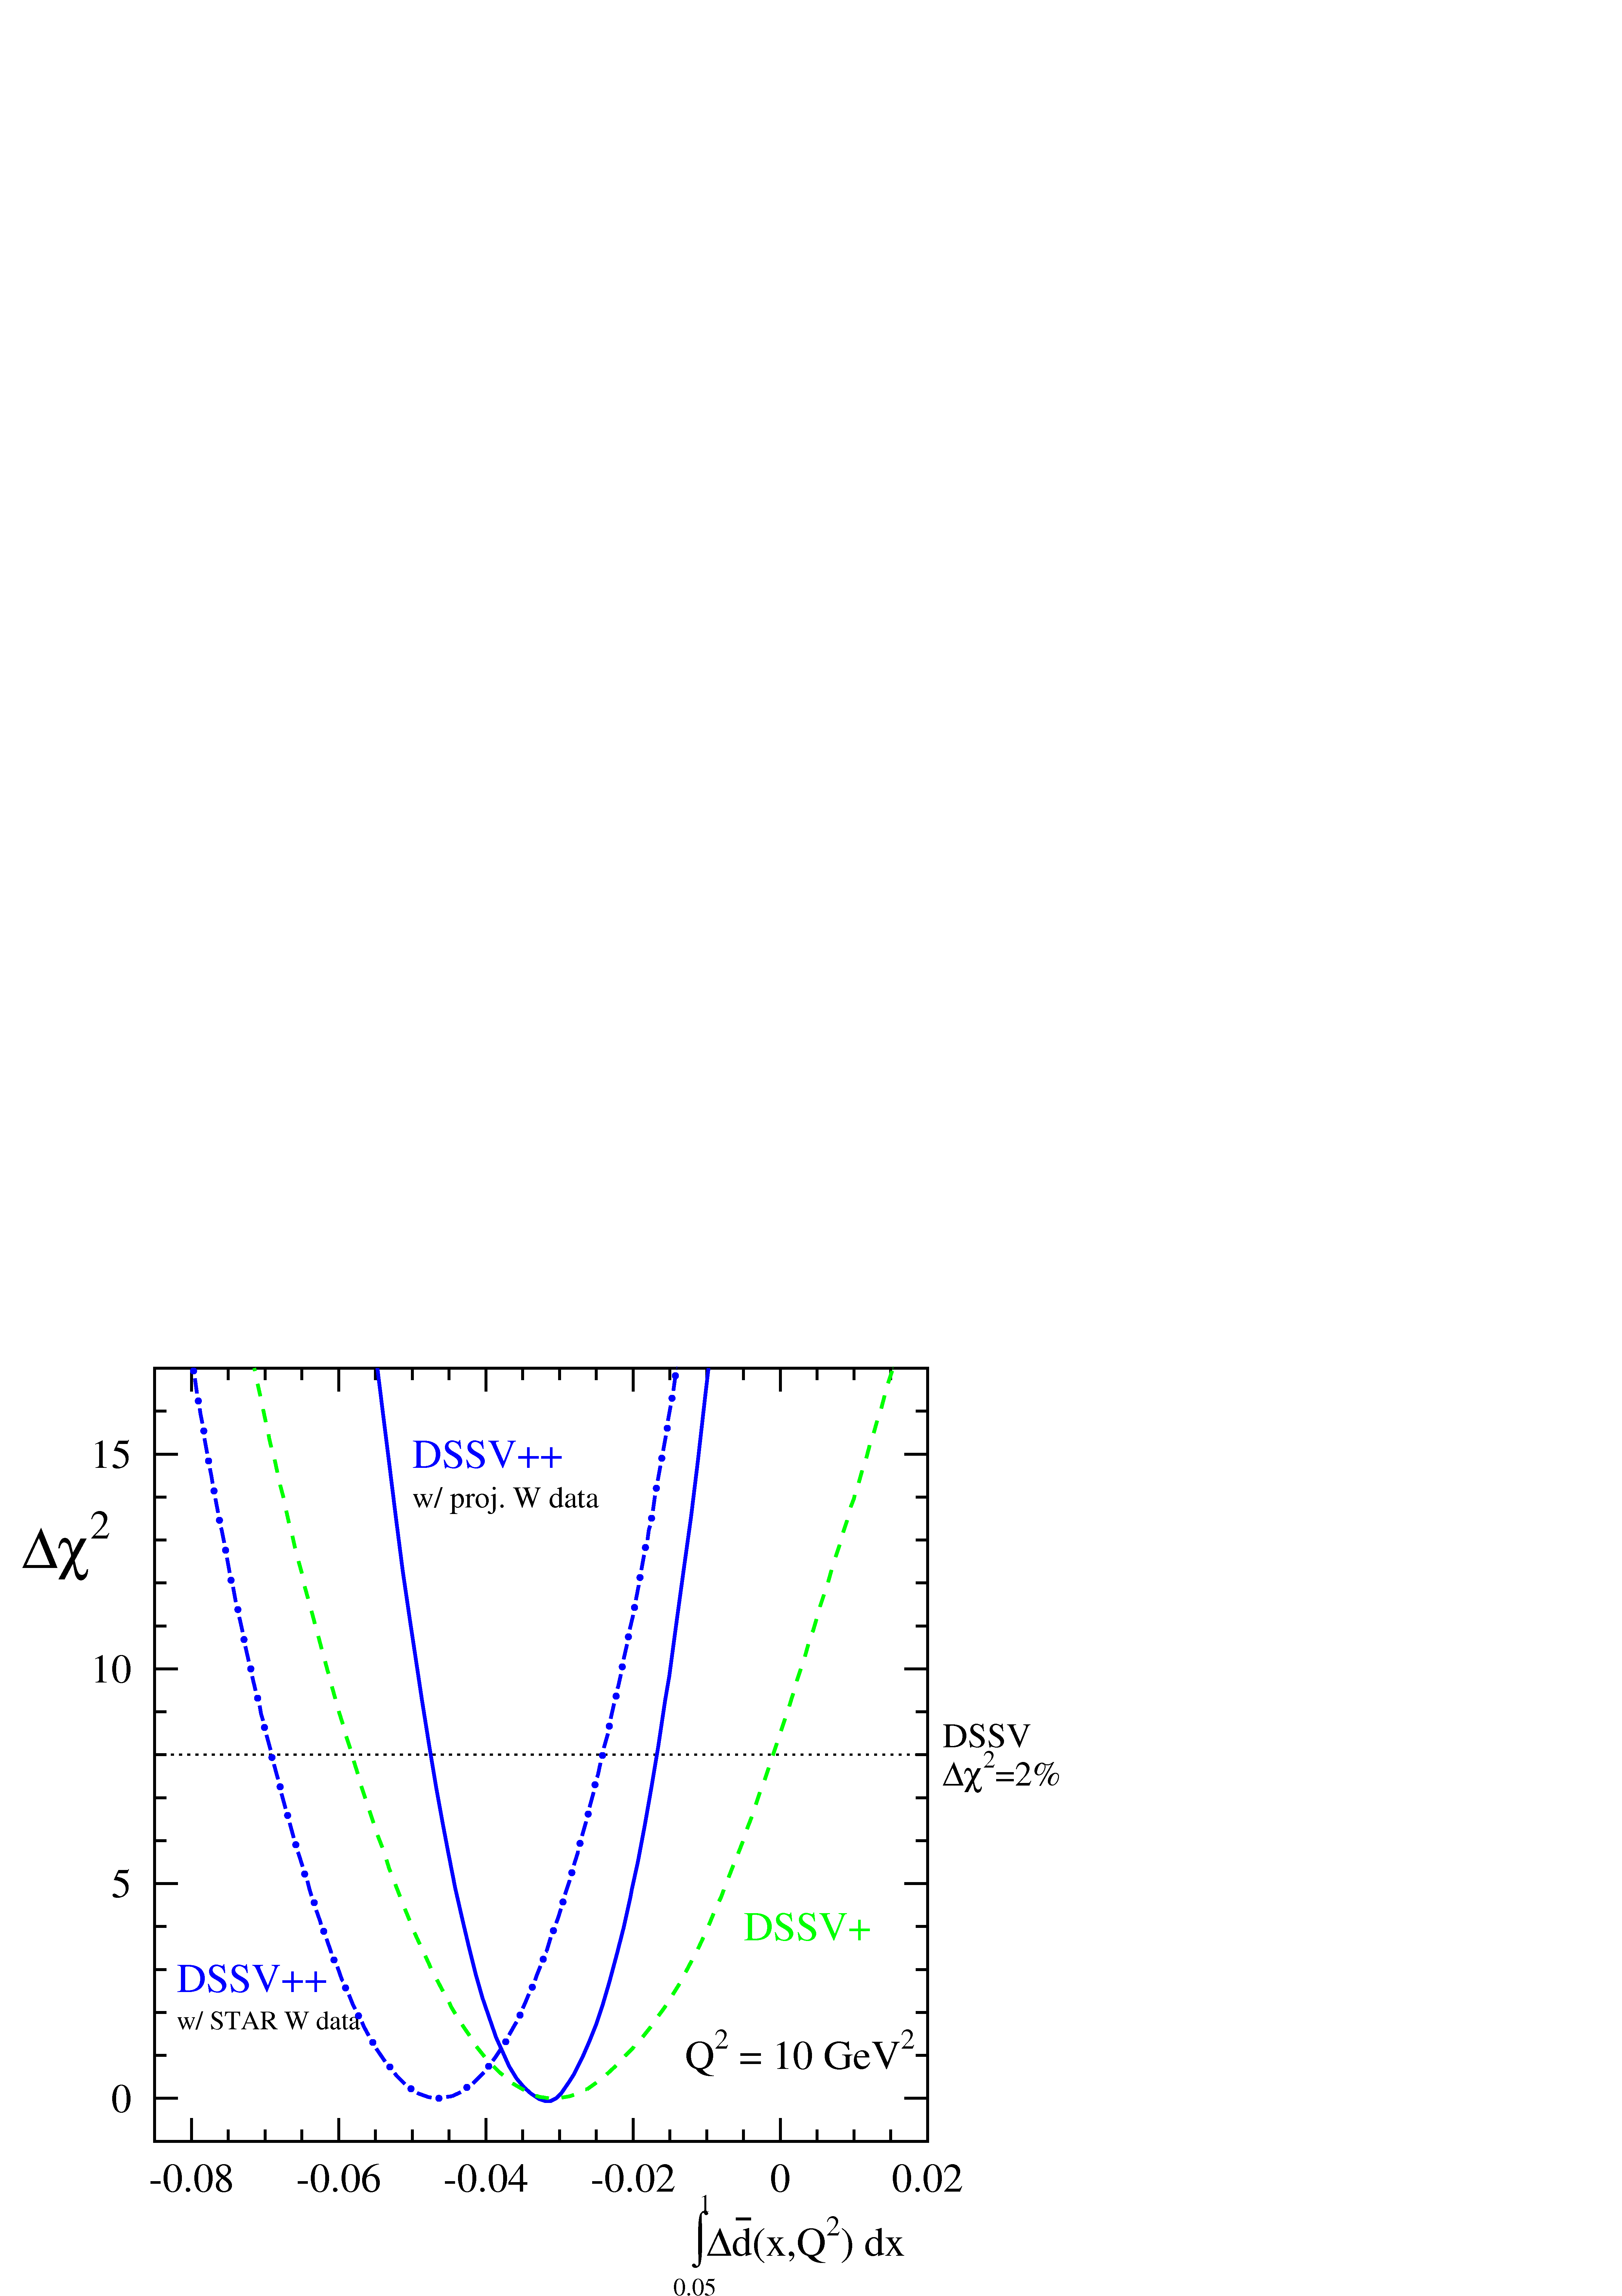 DSSV++
15
w/ proj. W data
Δχ²
10
DSSV
Δχ²=2%
5
DSSV+
DSSV++
w/ STAR W data
Q² = 10 GeV²
0
-0.08 -0.06 -0.04 -0.02 0 0.02
1
∫Δd̅(x,Q²) dx
0.05